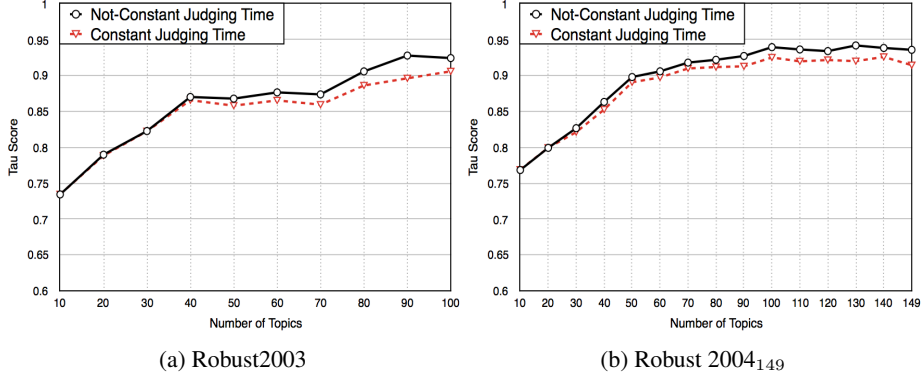 1
0.95
0.9
0.85
0.8
0.75
0.7
0.65
0.6
Tau Score
Not-Constant Judging Time
Constant Judging Time
10 20 30 40 50 60 70 80 90 100
Number of Topics
(a) Robust2003
1
0.95
0.9
0.85
0.8
0.75
0.7
0.65
0.6
Tau Score
Not-Constant Judging Time
Constant Judging Time
10 20 30 40 50 60 70 80 90 100 110 120 130 140 149
Number of Topics
(b) Robust 2004₁₄₉